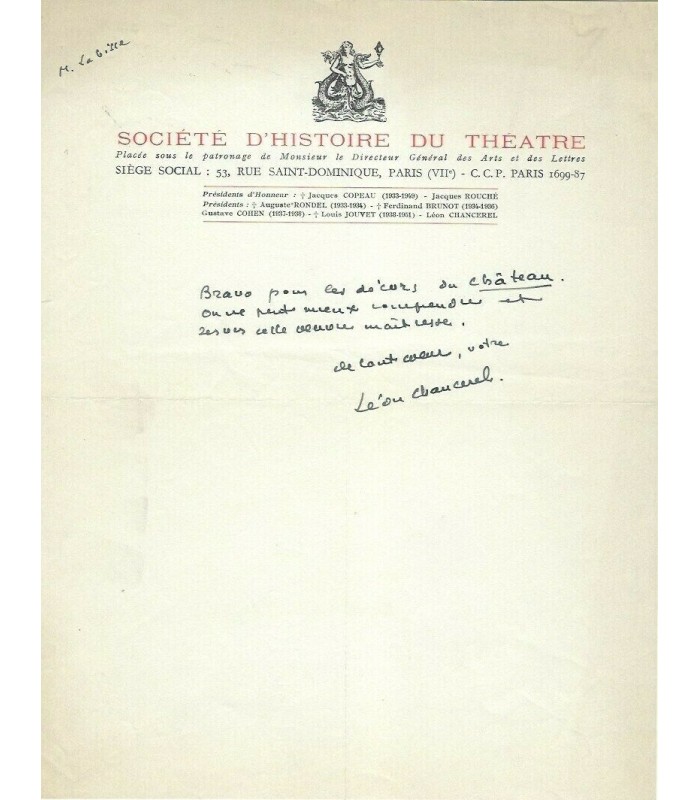 M. Labisse
SOCIÉTÉ D'HISTOIRE DU THÉATRE
Placée sous le patronage de Monsieur le Directeur Général des Arts et des Lettres
SIÈGE SOCIAL : 53, RUE SAINT-DOMINIQUE, PARIS (VIIe) - C.C.P. PARIS 1699-87
Présidents d'Honneur : † Jacques COPEAU (1933-1949) - Jacques ROUCHÉ
Présidents : † Auguste RONDEL (1933-1934) - † Ferdinand BRUNOT (1934-1936)
Gustave COHEN (1937-1938) - † Louis JOUVET (1938-1951) - Léon CHANCEREL
Bravo pour les décors du Château.
On ne peut mieux comprendre et
servir cette œuvre maîtresse.
de tout cœur, votre
Léon Chancerel.